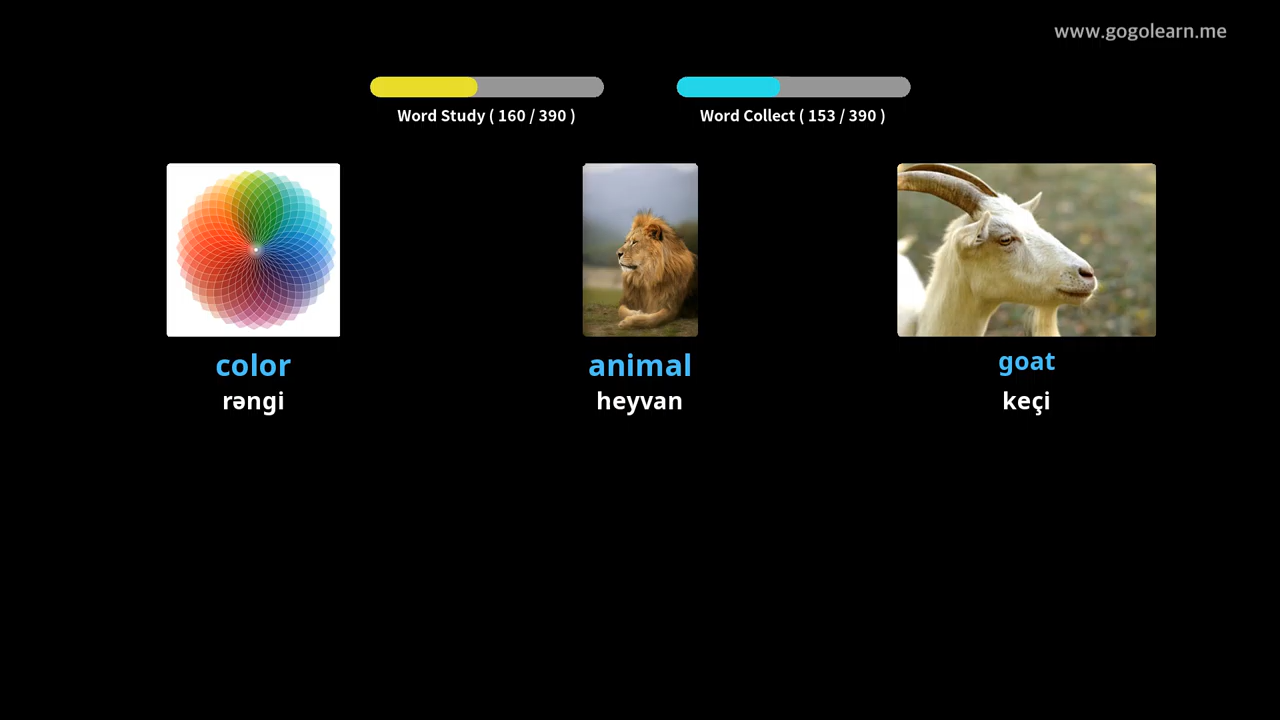 www.gogolearn.me
Word Study ( 160 / 390 )
Word Collect ( 153 / 390 )
color
animal
goat
rəngi
heyvan
keçi